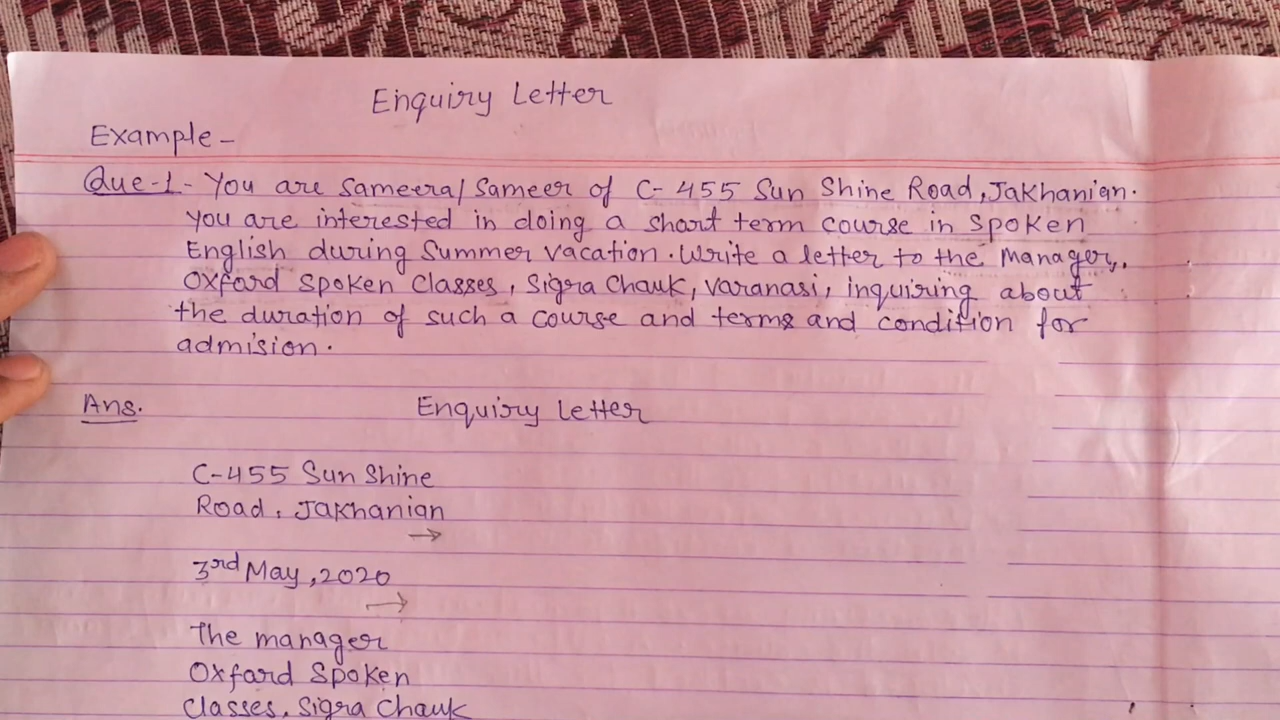 Enquiry Letter
Example -
Que-1- You are Sameera/ Sameer of C- 455 Sun Shine Road, Jakhanian.
You are interested in doing a short term course in Spoken
English during Summer vacation. Write a letter to the Manager,.
Oxfard Spoken Classes, Sigra Chauk, Varanasi, inquiring about
the duration of such a course and terms and condition for
admision.
Ans. Enquiry Letter
C-455 Sun Shine
Road, Jakhanian
→
3rd May, 2020
→
The manager
Oxfard Spoken
Classes, Sigra Chauk